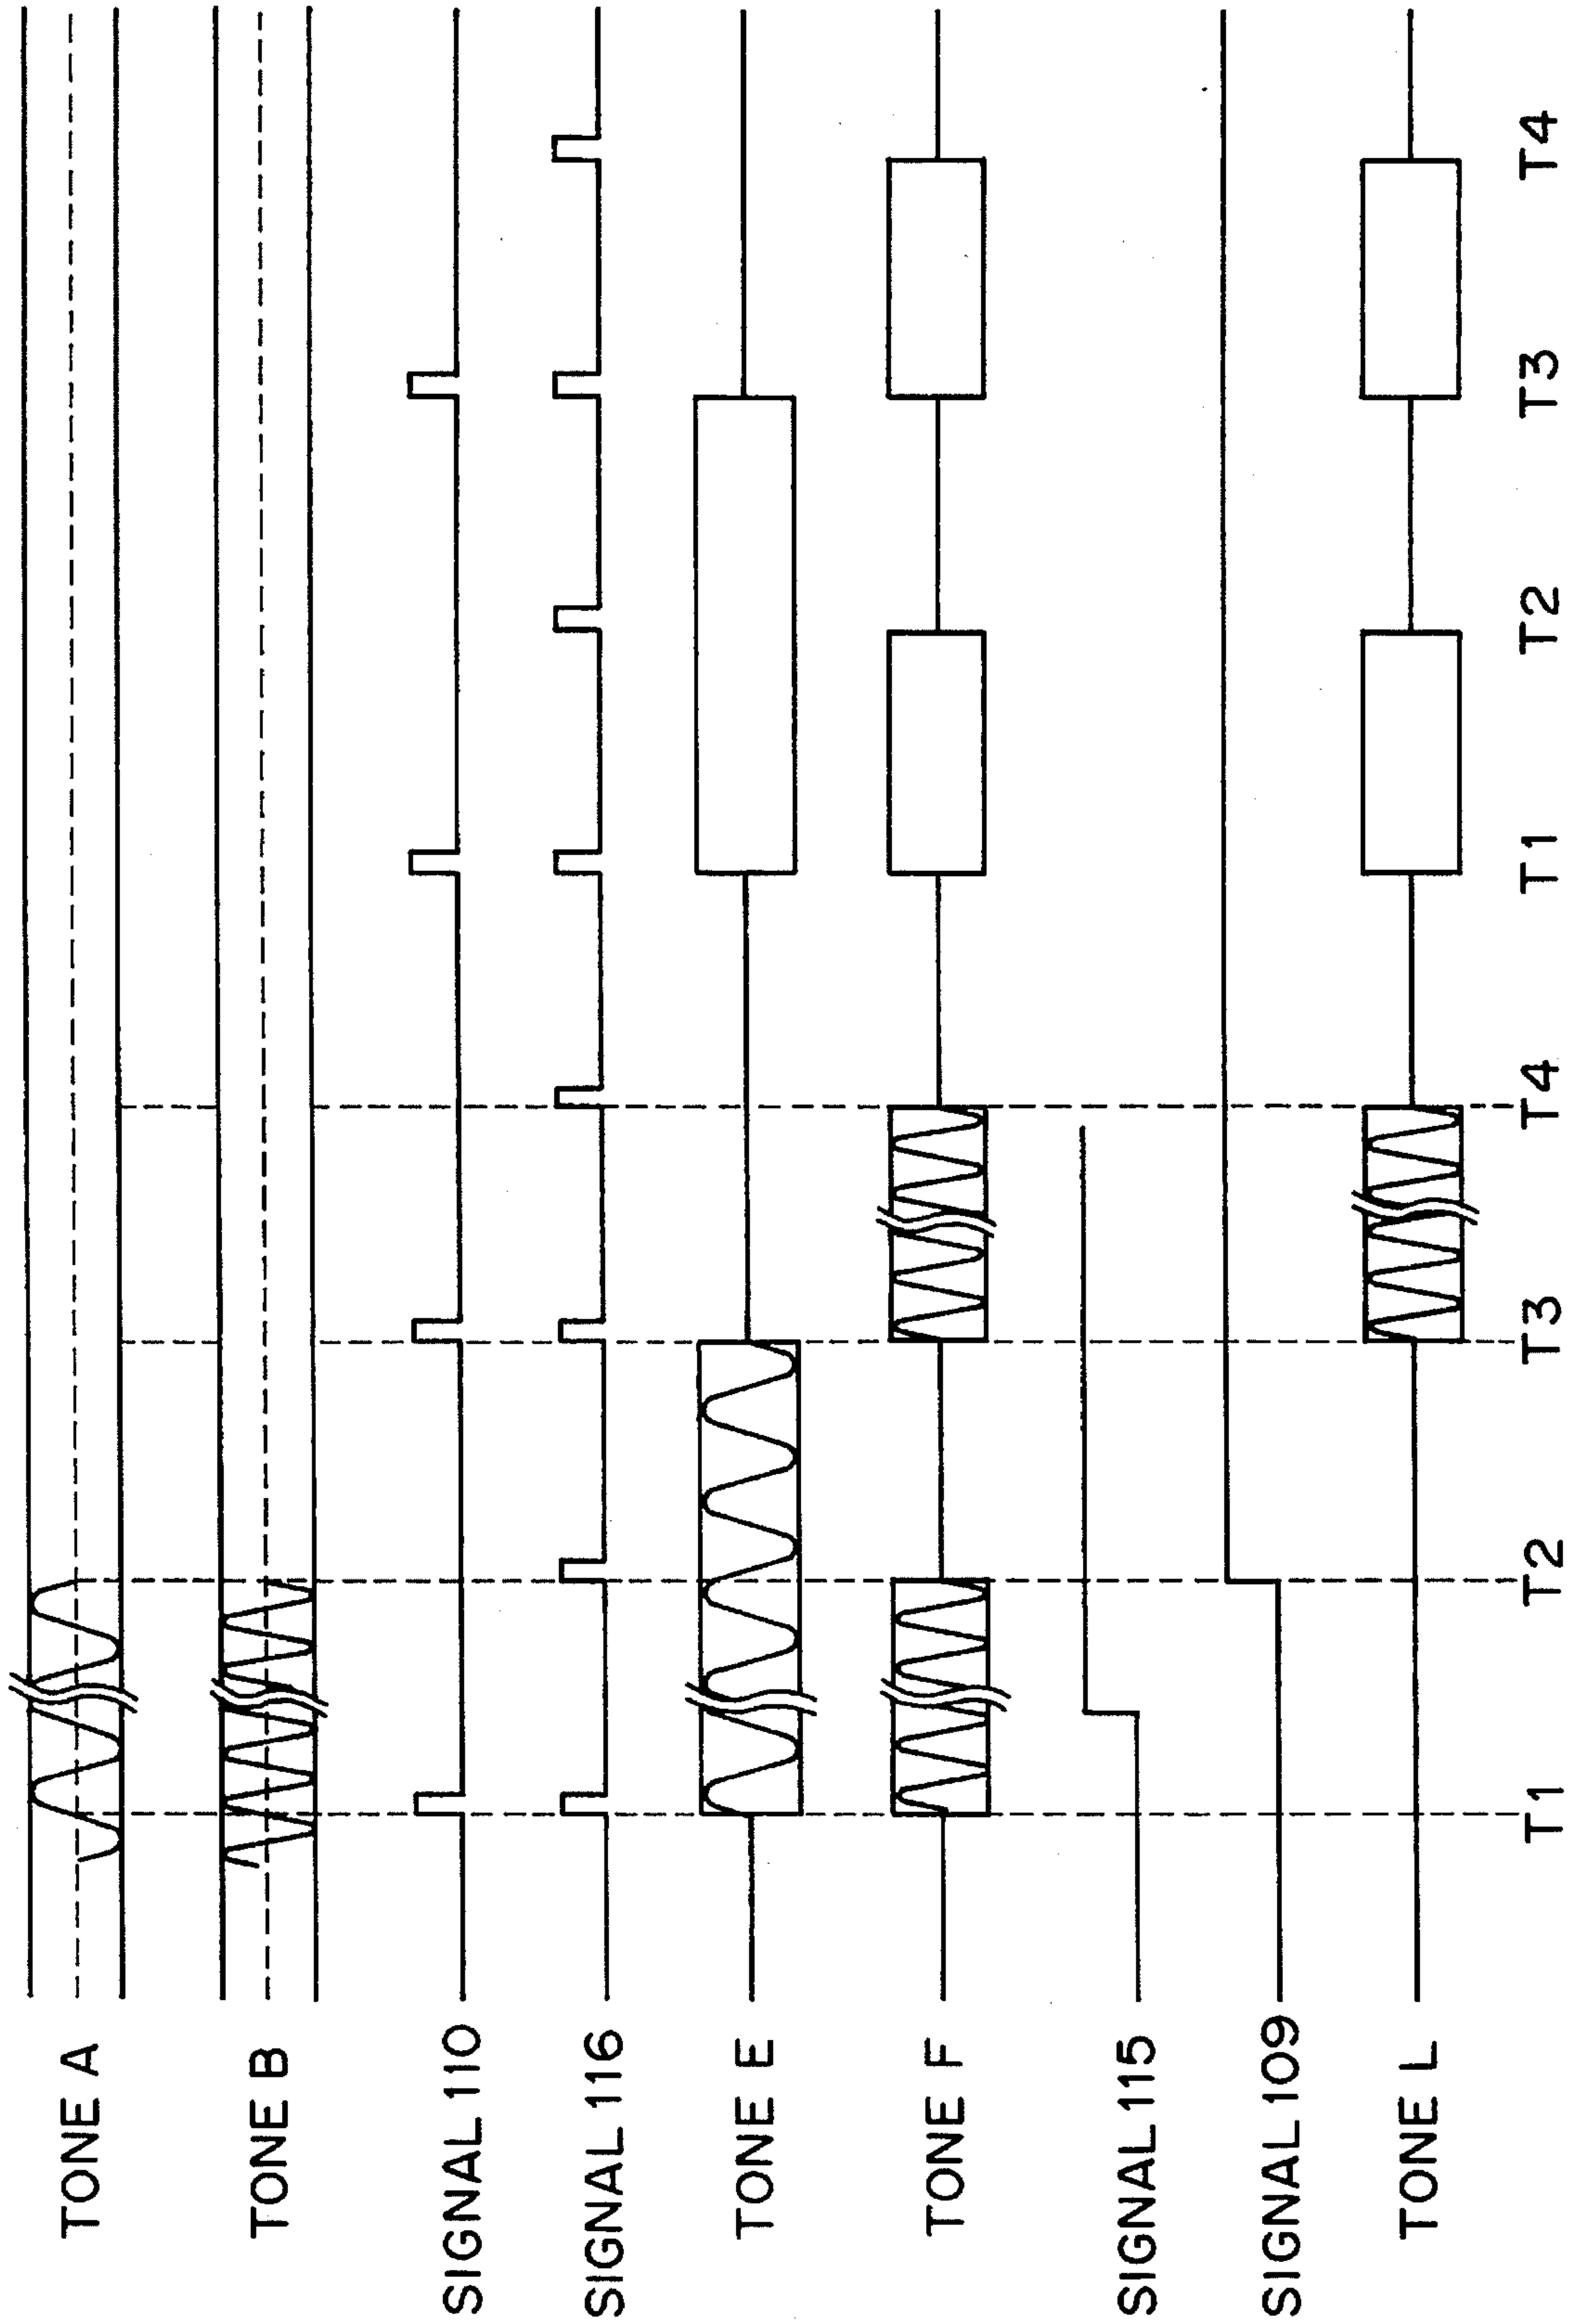 TONE A
TONE B
SIGNAL 110
SIGNAL 116
TONE E
TONE F
SIGNAL 115
SIGNAL 109
TONE L
T1 T2 T3 T4 T1 T2 T3 T4